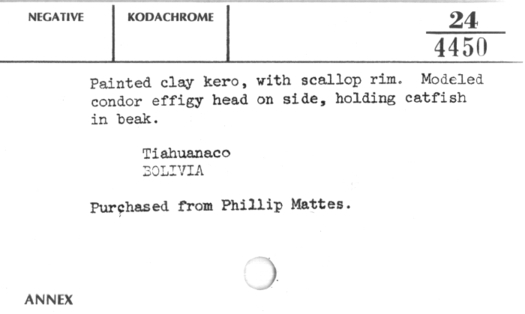 NEGATIVE KODACHROME 24
4450
Painted clay kero, with scallop rim. Modeled
condor effigy head on side, holding catfish
in beak.
Tiahuanaco
BOLIVIA
Purchased from Phillip Mattes.
ANNEX